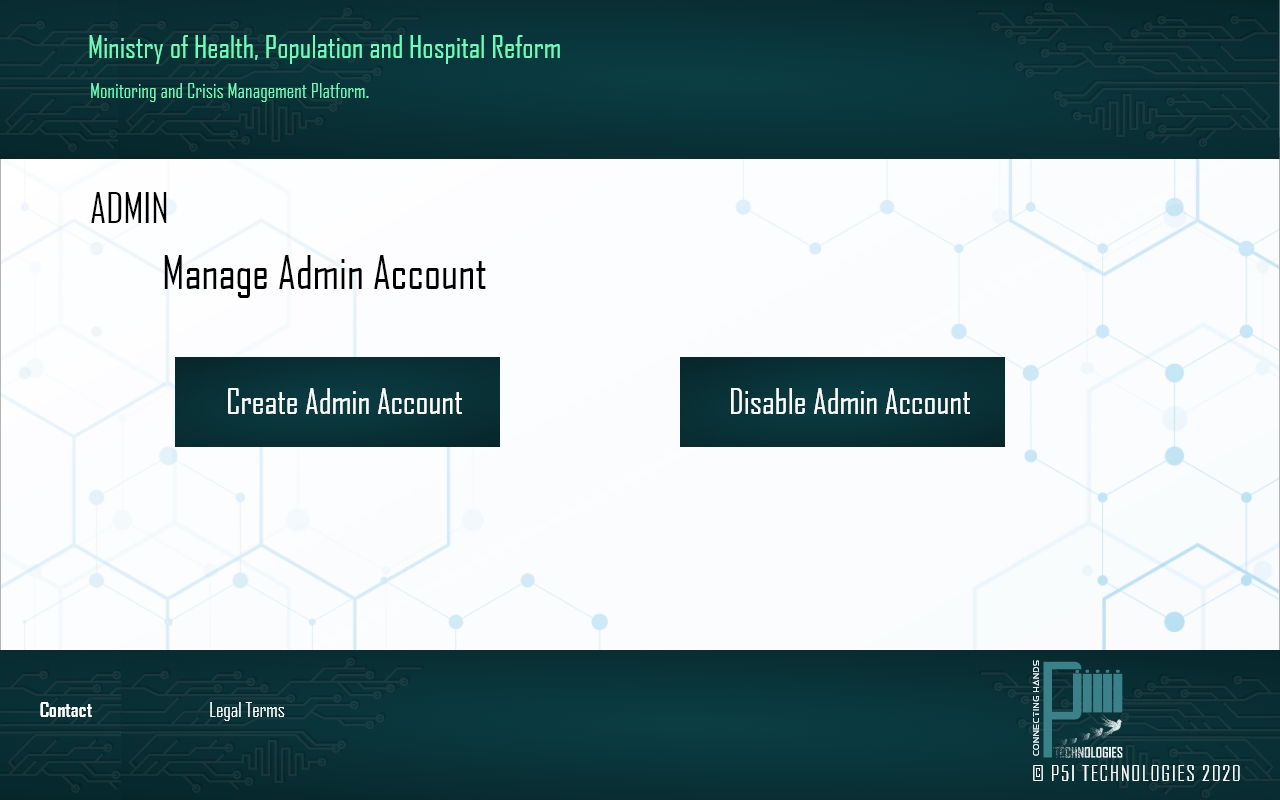 Ministry of Health, Population and Hospital Reform
Monitoring and Crisis Management Platform.
ADMIN
Manage Admin Account
Create Admin Account
Disable Admin Account
Contact
Legal Terms
CONNECTING HANDS
TECHNOLOGIES
© P5I TECHNOLOGIES 2020